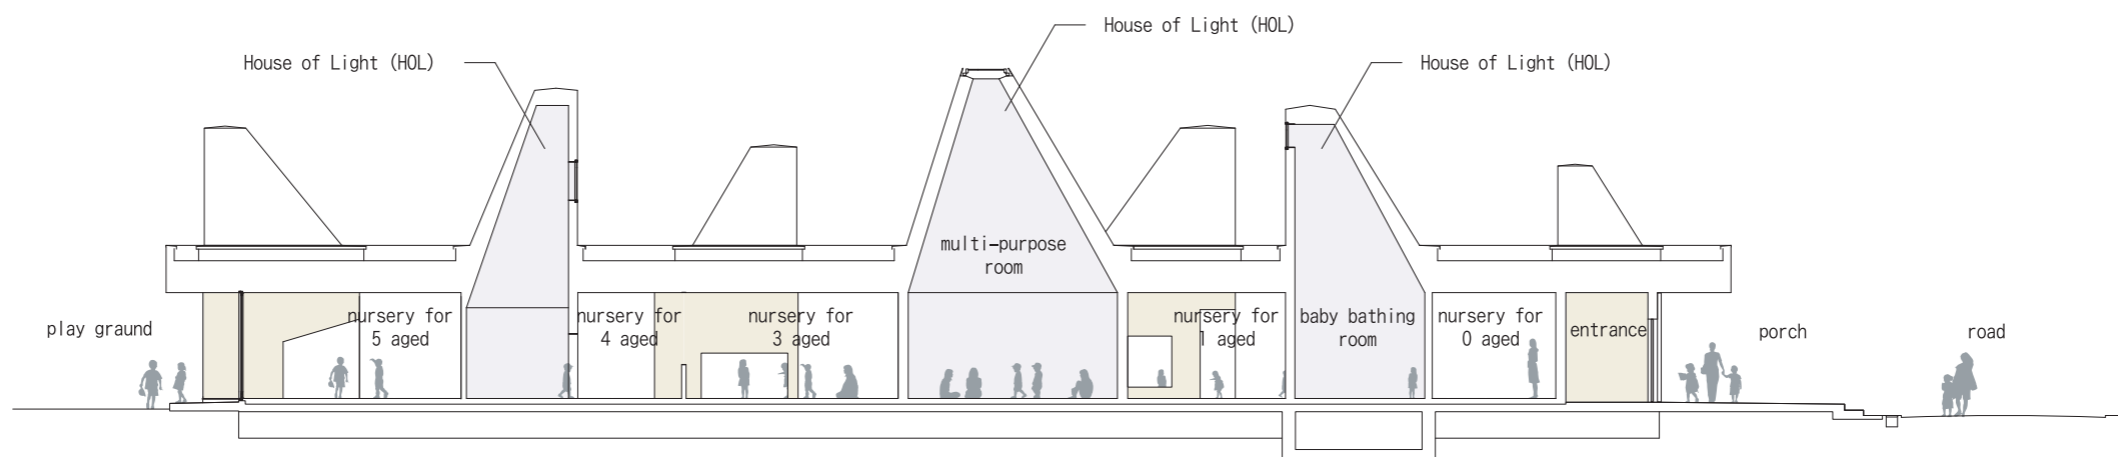 House of Light (HOL)
House of Light (HOL)
House of Light (HOL)
multi-purpose
room
play graund
nursery for
5 aged
nursery for
4 aged
nursery for
3 aged
nursery for
1 aged
baby bathing
room
nursery for
0 aged
entrance
porch
road